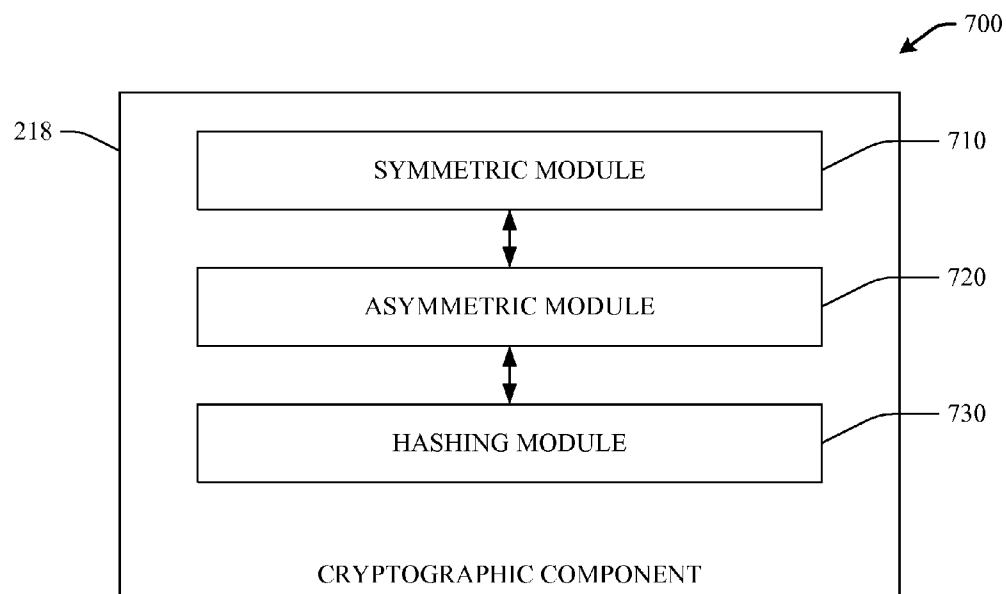 700
218
SYMMETRIC MODULE
710
ASYMMETRIC MODULE
720
HASHING MODULE
730
CRYPTOGRAPHIC COMPONENT